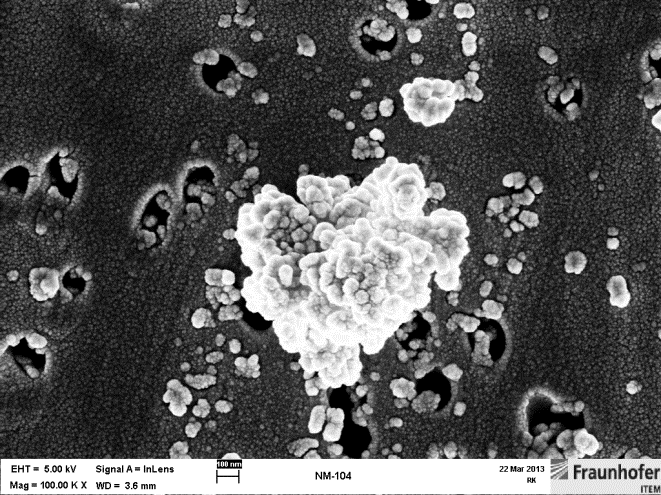 EHT = 5.00 kV Signal A = InLens 100 nm 22 Mar 2013
Mag = 100.00 K X WD = 3.6 mm NM-104 RK
Fraunhofer
ITEM